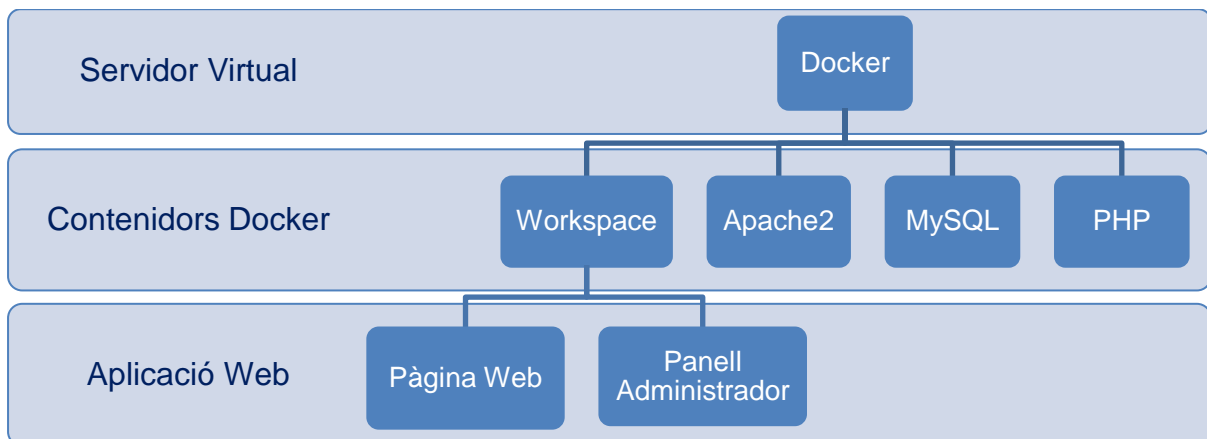 Servidor Virtual
Docker
Contenidors Docker
Workspace
Apache2
MySQL
PHP
Aplicació Web
Pàgina Web
Panell
Administrador